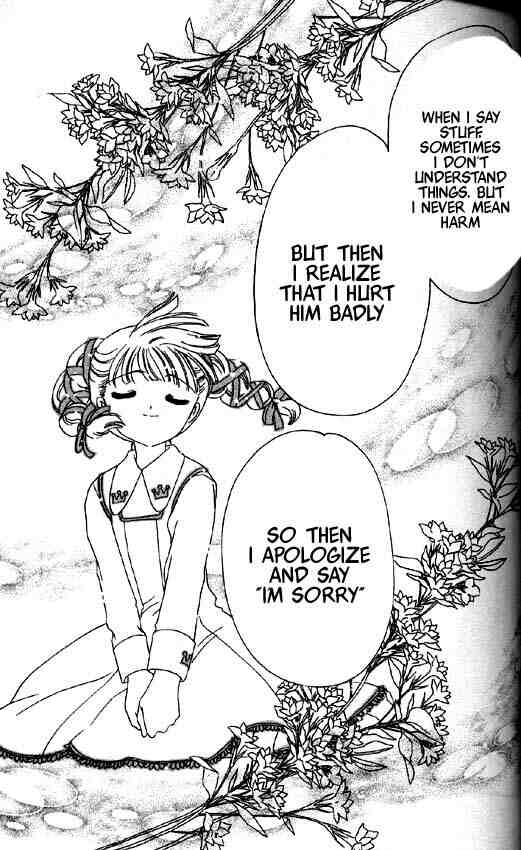 WHEN I SAY
STUFF.
SOMETIMES
I DON'T
UNDERSTAND
THINGS. BUT
I NEVER MEAN
HARM
BUT THEN
I REALIZE
THAT I HURT
HIM BADLY
SO THEN
I APOLOGIZE
AND SAY
"IM SORRY"